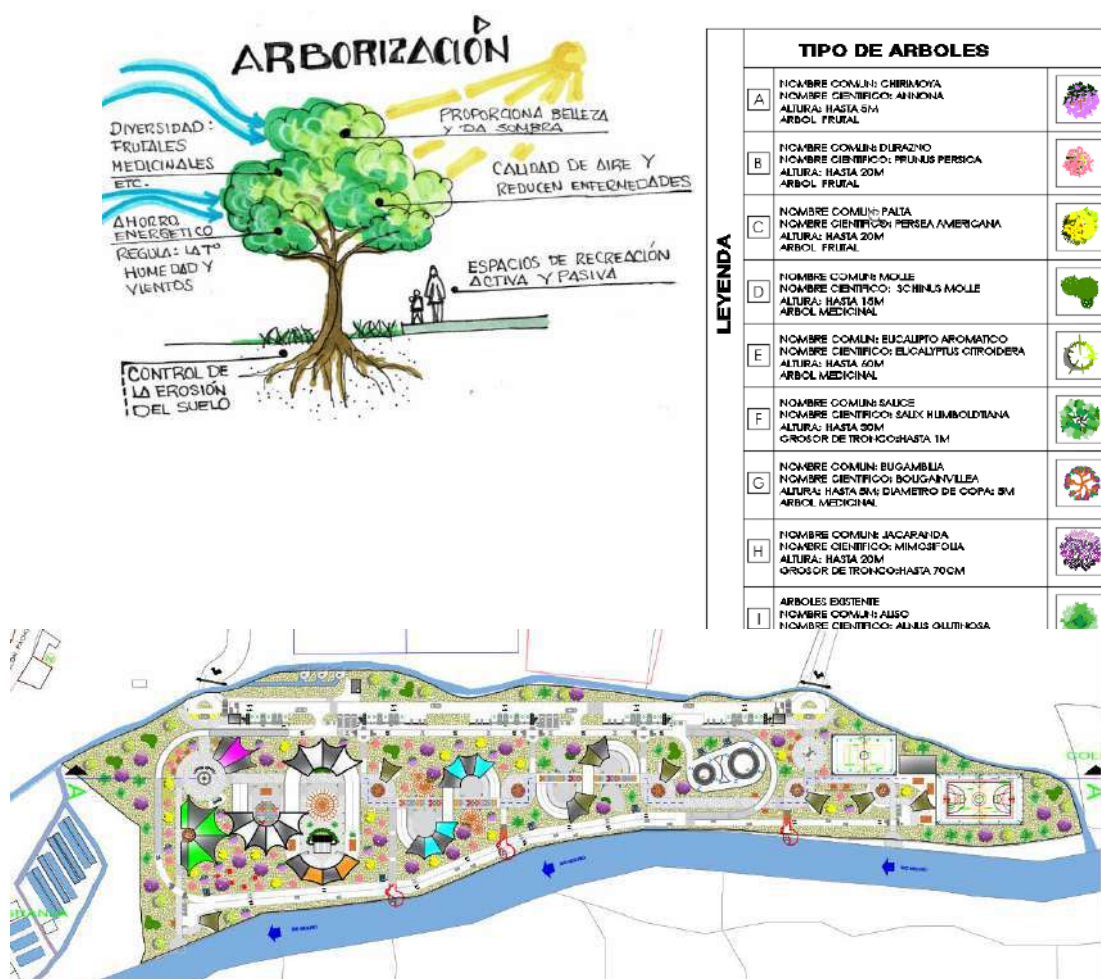 ARBORIZACIÓN
DIVERSIDAD:
FRUTALES
MEDICINALES
ETC.
AHORRO
ENERGETICO
REGULA: LA Tº
HUMEDAD Y
VIENTOS
CONTROL DE
LA EROSIÓN
DEL SUELO
PROPORCIONA BELLEZA
Y DA SOMBRA
CALIDAD DE AIRE Y
REDUCEN ENFERMEDADES
ESPACIOS DE RECREACIÓN
ACTIVA Y PASIVA
LEYENDA
TIPO DE ARBOLES
A
NOMBRE COMUN: CHIRIMOYA
NOMBRE CIENTIFICO: ANNONA
ALTURA: HASTA 5M
ARBOL FRUTAL
B
NOMBRE COMUN: DURAZNO
NOMBRE CIENTIFICO: PRUNUS PERSICA
ALTURA: HASTA 20M
ARBOL FRUTAL
C
NOMBRE COMUN: PALTA
NOMBRE CIENTIFICO: PERSEA AMERICANA
ALTURA: HASTA 20M
ARBOL FRUTAL
D
NOMBRE COMUN: MOLLE
NOMBRE CIENTIFICO: SCHINUS MOLLE
ALTURA: HASTA 15M
ARBOL MEDICINAL
E
NOMBRE COMUN: EUCALIPTO AROMATICO
NOMBRE CIENTIFICO: EUCALYPTUS CITROIDERA
ALTURA: HASTA 60M
ARBOL MEDICINAL
F
NOMBRE COMUN: SAUCE
NOMBRE CIENTIFICO: SALIX HUMBOLDTIANA
ALTURA: HASTA 30M
GROSOR DE TRONCO:HASTA 1M
G
NOMBRE COMUN: BUGAMBILIA
NOMBRE CIENTIFICO: BOUGAINVILLEA
ALTURA: HASTA 5M; DIAMETRO DE COPA: 5M
ARBOL MEDICINAL
H
NOMBRE COMUN: JACARANDA
NOMBRE CIENTIFICO: MIMOSIFOLIA
ALTURA: HASTA 20M
GROSOR DE TRONCO:HASTA 70CM
I
ARBOLES EXISTENTE
NOMBRE COMUN: ALISO
NOMBRE CIENTIFICO: ALNUS GLUTINOSA
A
A